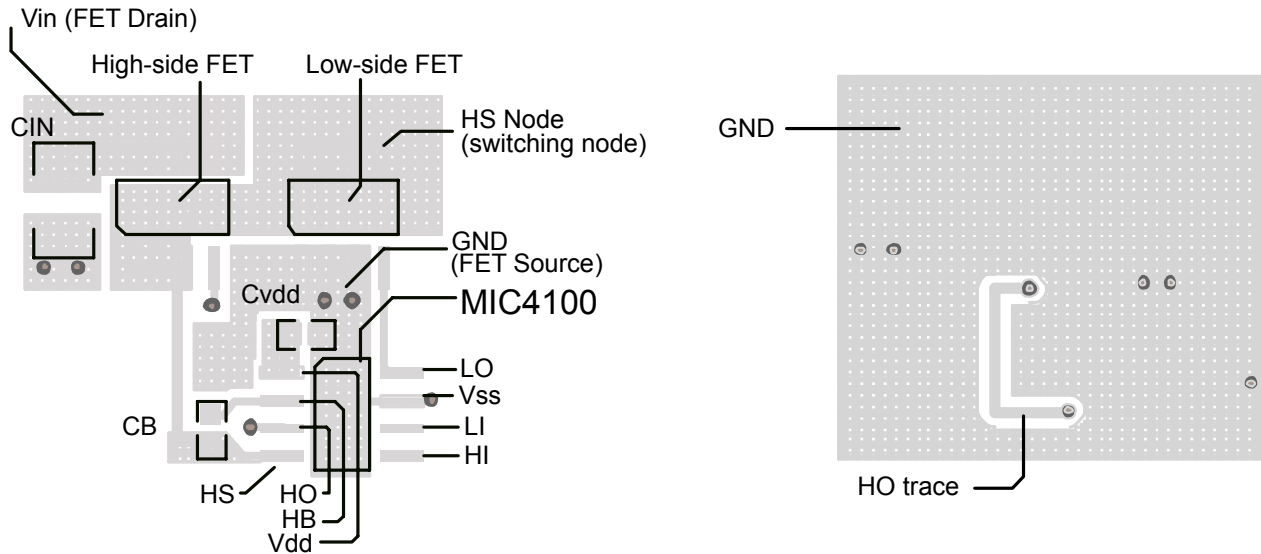 Vin (FET Drain)
High-side FET
Low-side FET
CIN
HS Node
(switching node)
GND
(FET Source)
Cvdd
MIC4100
LO
Vss
CB
LI
HI
HS
HO
HB
Vdd
GND
HO trace